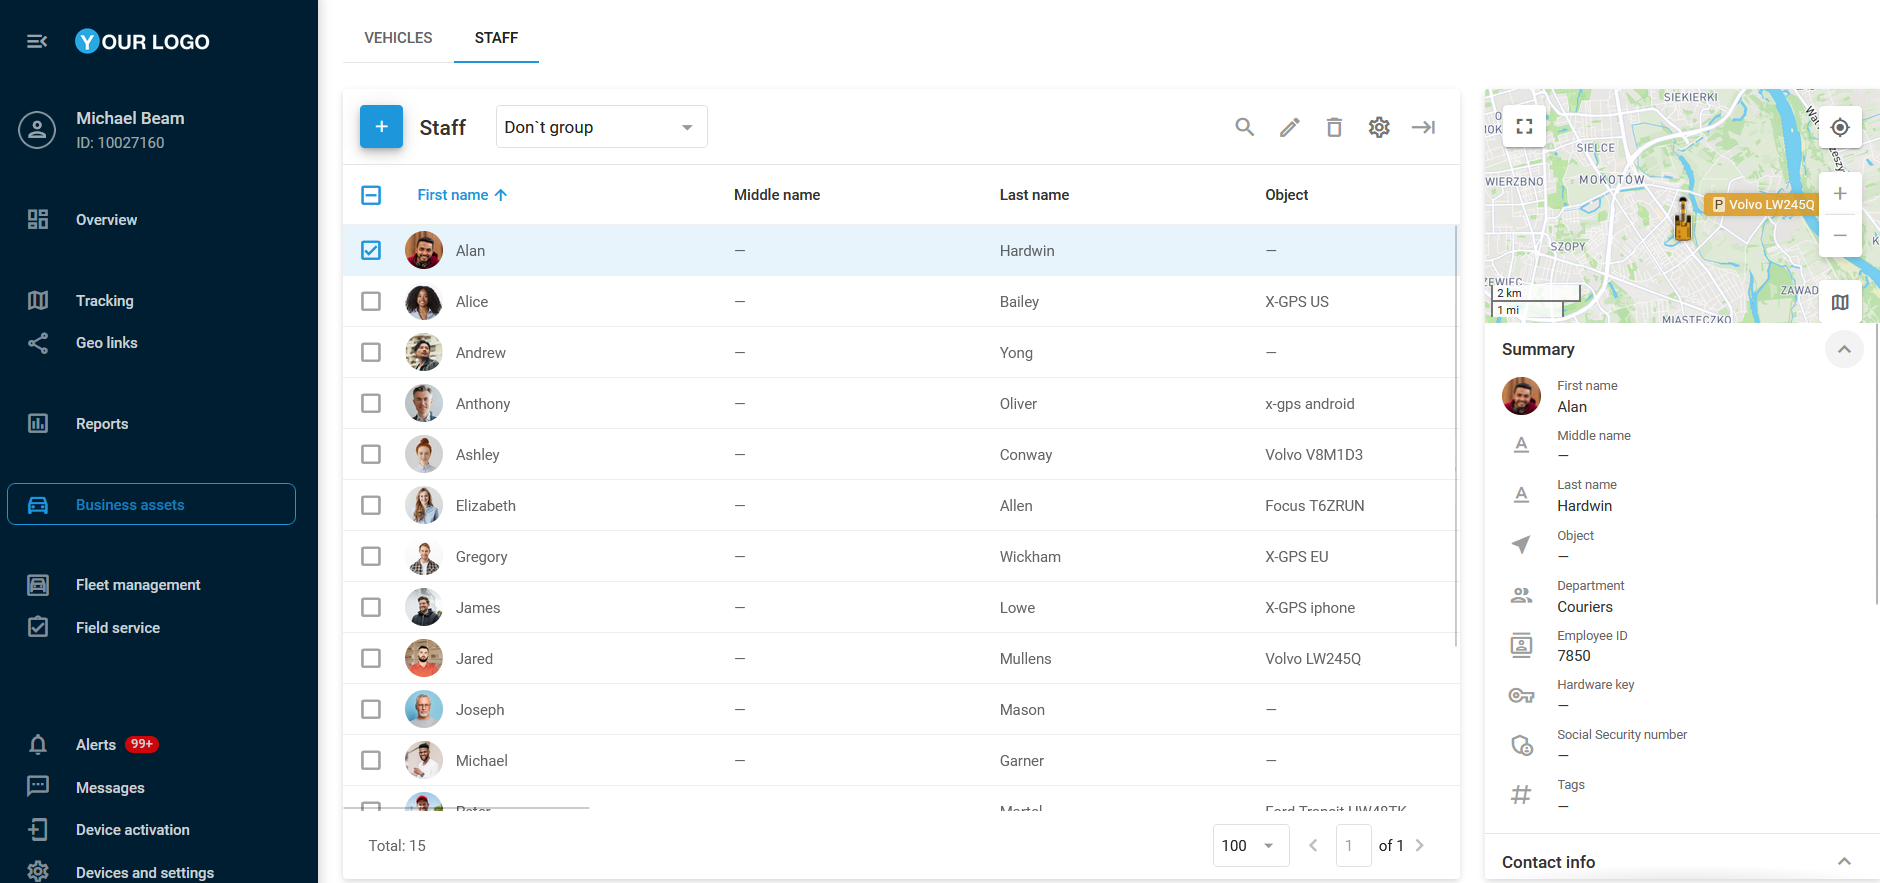 YOUR LOGO
Michael Beam
ID: 10027160
Overview
Tracking
Geo links
Reports
Business assets
Fleet management
Field service
Alerts 99+
Messages
Device activation
Devices and settings
VEHICLES STAFF
+ Staff Don`t group
First name Middle name Last name Object
Alan — Hardwin —
Alice — Bailey X-GPS US
Andrew — Yong —
Anthony — Oliver x-gps android
Ashley — Conway Volvo V8M1D3
Elizabeth — Allen Focus T6ZRUN
Gregory — Wickham X-GPS EU
James — Lowe X-GPS iphone
Jared — Mullens Volvo LW245Q
Joseph — Mason —
Michael — Garner —
Total: 15
100 1 of 1
SIEKIERKI
SIELCE
MOKOTÓW
WIERZBNO
P Volvo LW245Q
SZOPY
ZAWAD
2 km
1 mi
MIASTECZKO
Summary
First name
Alan
Middle name
—
Last name
Hardwin
Object
—
Department
Couriers
Employee ID
7850
Hardware key
—
Social Security number
—
Tags
—
Contact info